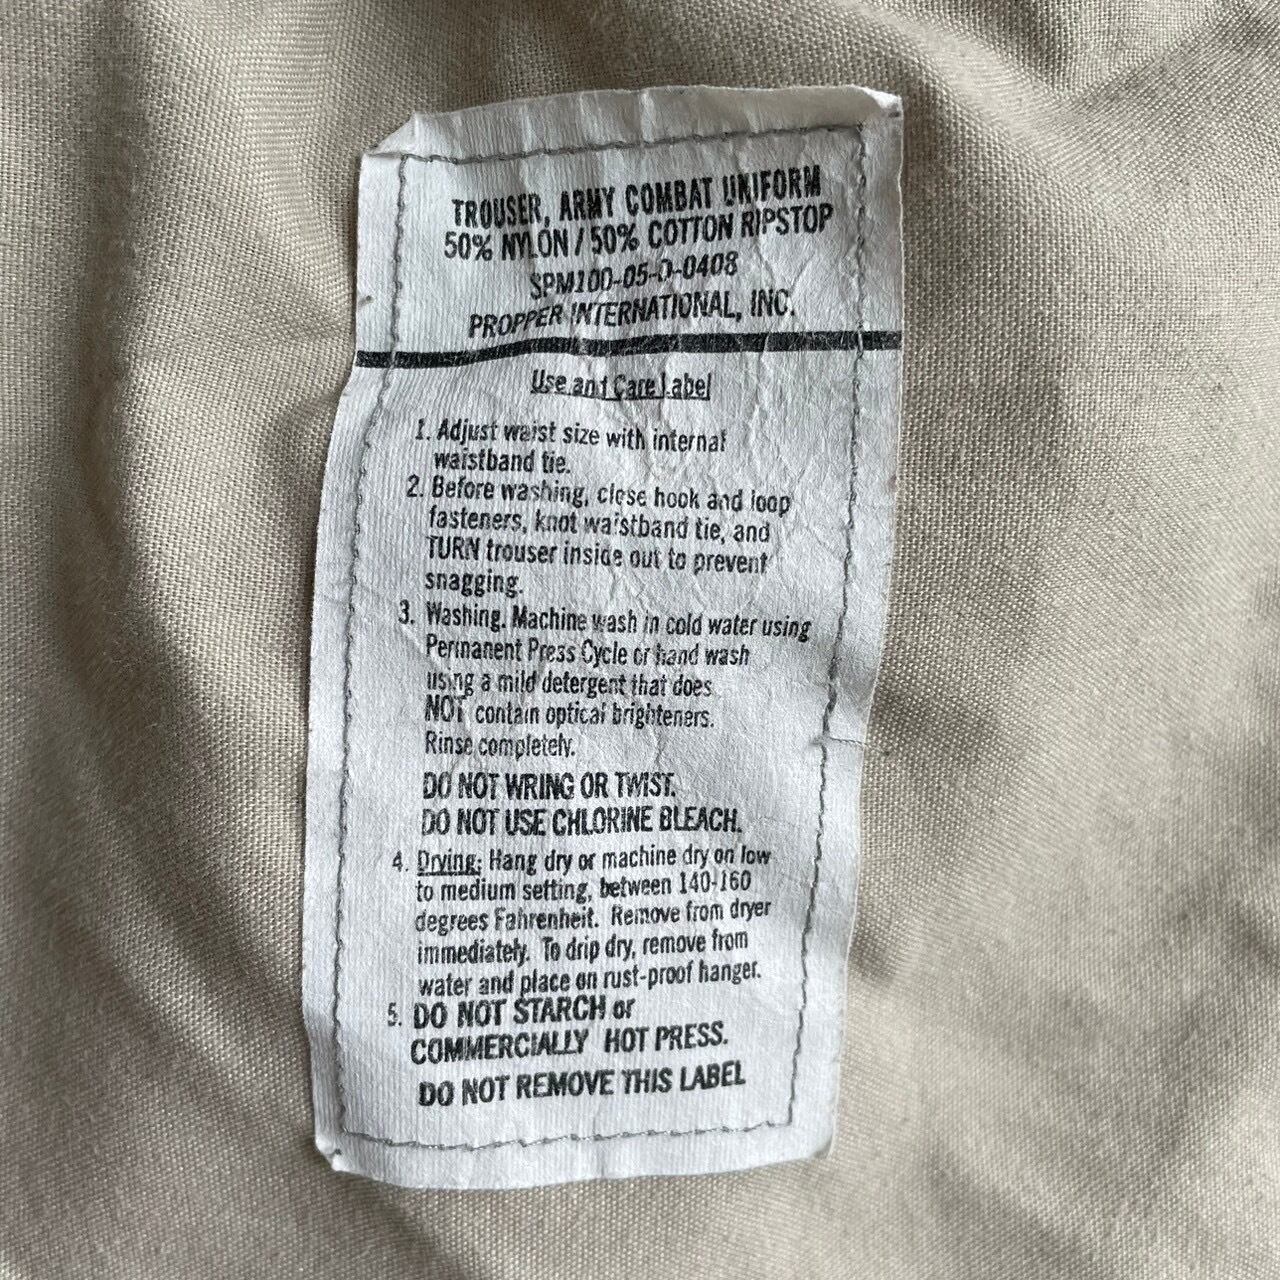 TROUSER, ARMY COMBAT UNIFORM
50% NYLON / 50% COTTON RIPSTOP
SPM100-05-D-0408
PROPPER INTERNATIONAL, INC.
Use and Care Label
1. Adjust waist size with internal
waistband tie.
2. Before washing, close hook and loop
fasteners, knot waistband tie, and
TURN trouser inside out to prevent
snagging.
3. Washing. Machine wash in cold water using
Permanent Press Cycle or hand wash
using a mild detergent that does
NOT contain optical brighteners.
Rinse completely.
DO NOT WRING OR TWIST.
DO NOT USE CHLORINE BLEACH.
4. Drying: Hang dry or machine dry on low
to medium setting, between 140-160
degrees Fahrenheit. Remove from dryer
immediately. To drip dry, remove from
water and place on rust-proof hanger.
5. DO NOT STARCH or
COMMERCIALLY HOT PRESS.
DO NOT REMOVE THIS LABEL